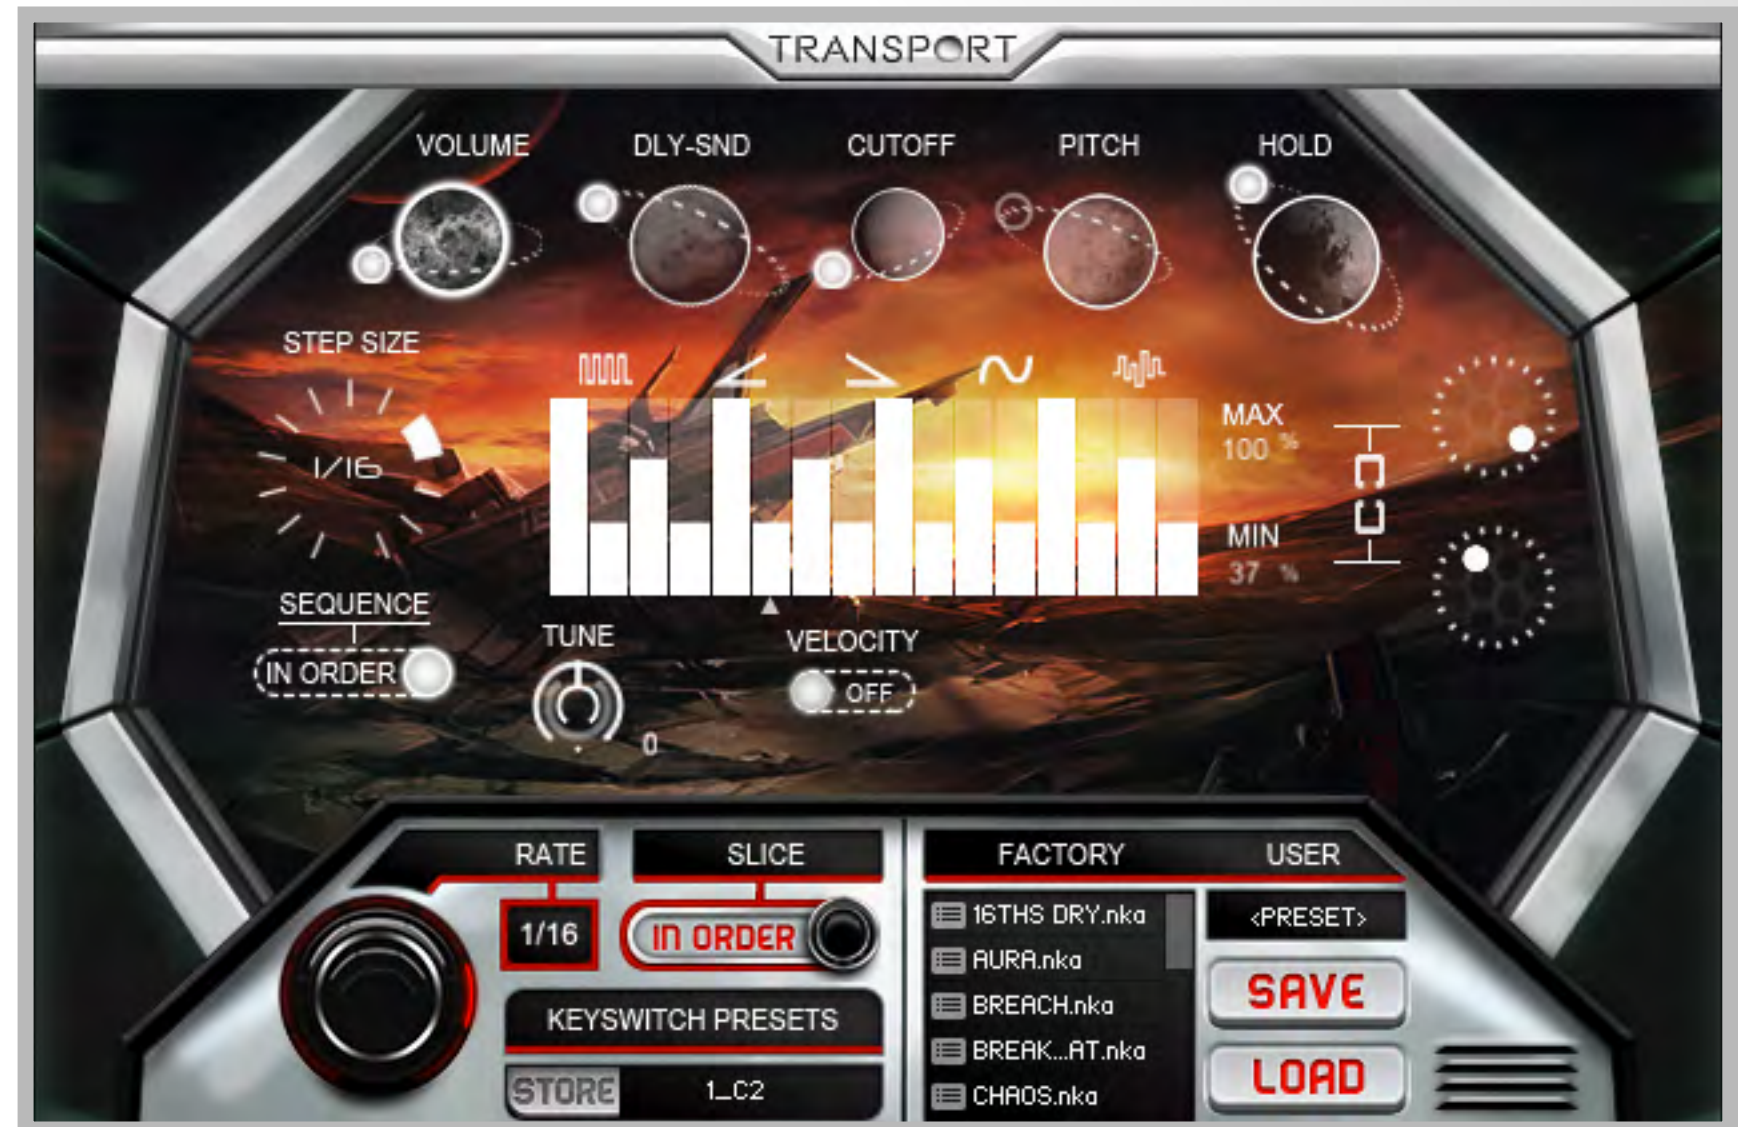 TRANSPORT
VOLUME DLY-SND CUTOFF PITCH HOLD
STEP SIZE
1/16
MAX
100 %
MIN
37 %
SEQUENCE
IN ORDER
TUNE
0
VELOCITY
OFF
RATE SLICE
1/16 IN ORDER
KEYSWITCH PRESETS
STORE 1_C2
FACTORY USER
16THS DRY.nka
AURA.nka
BREACH.nka
BREAK...AT.nka
CHAOS.nka
<PRESET>
SAVE
LOAD